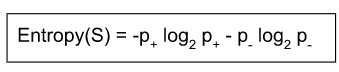 Entropy(S) = -p₊ log₂ p₊ - p₋ log₂ p₋